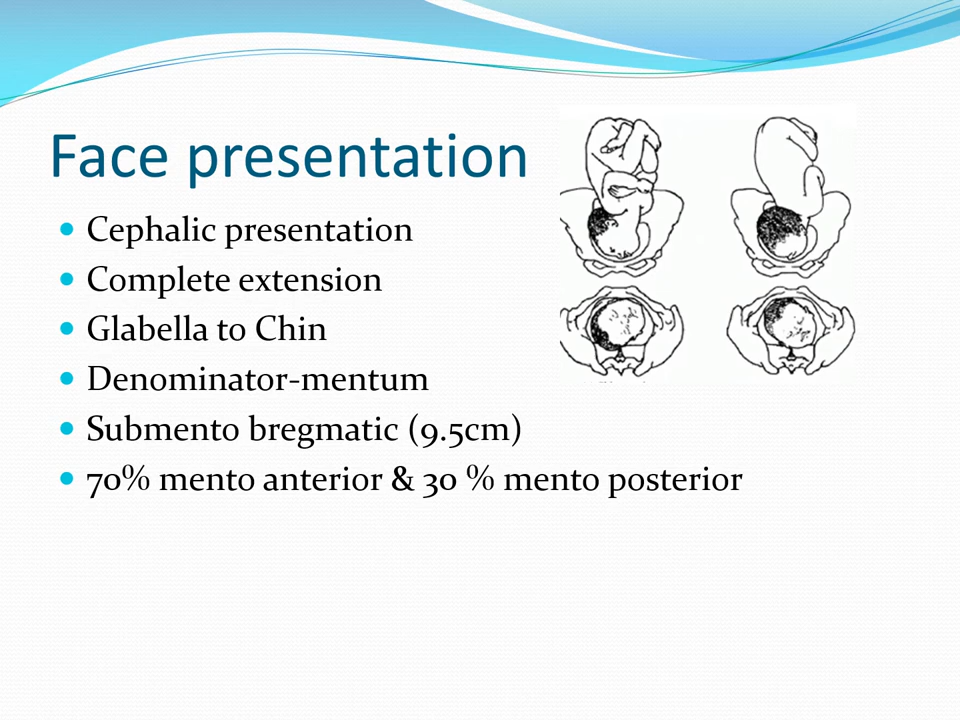 Face presentation
Cephalic presentation
Complete extension
Glabella to Chin
Denominator-mentum
Submento bregmatic (9.5cm)
70% mento anterior & 30 % mento posterior